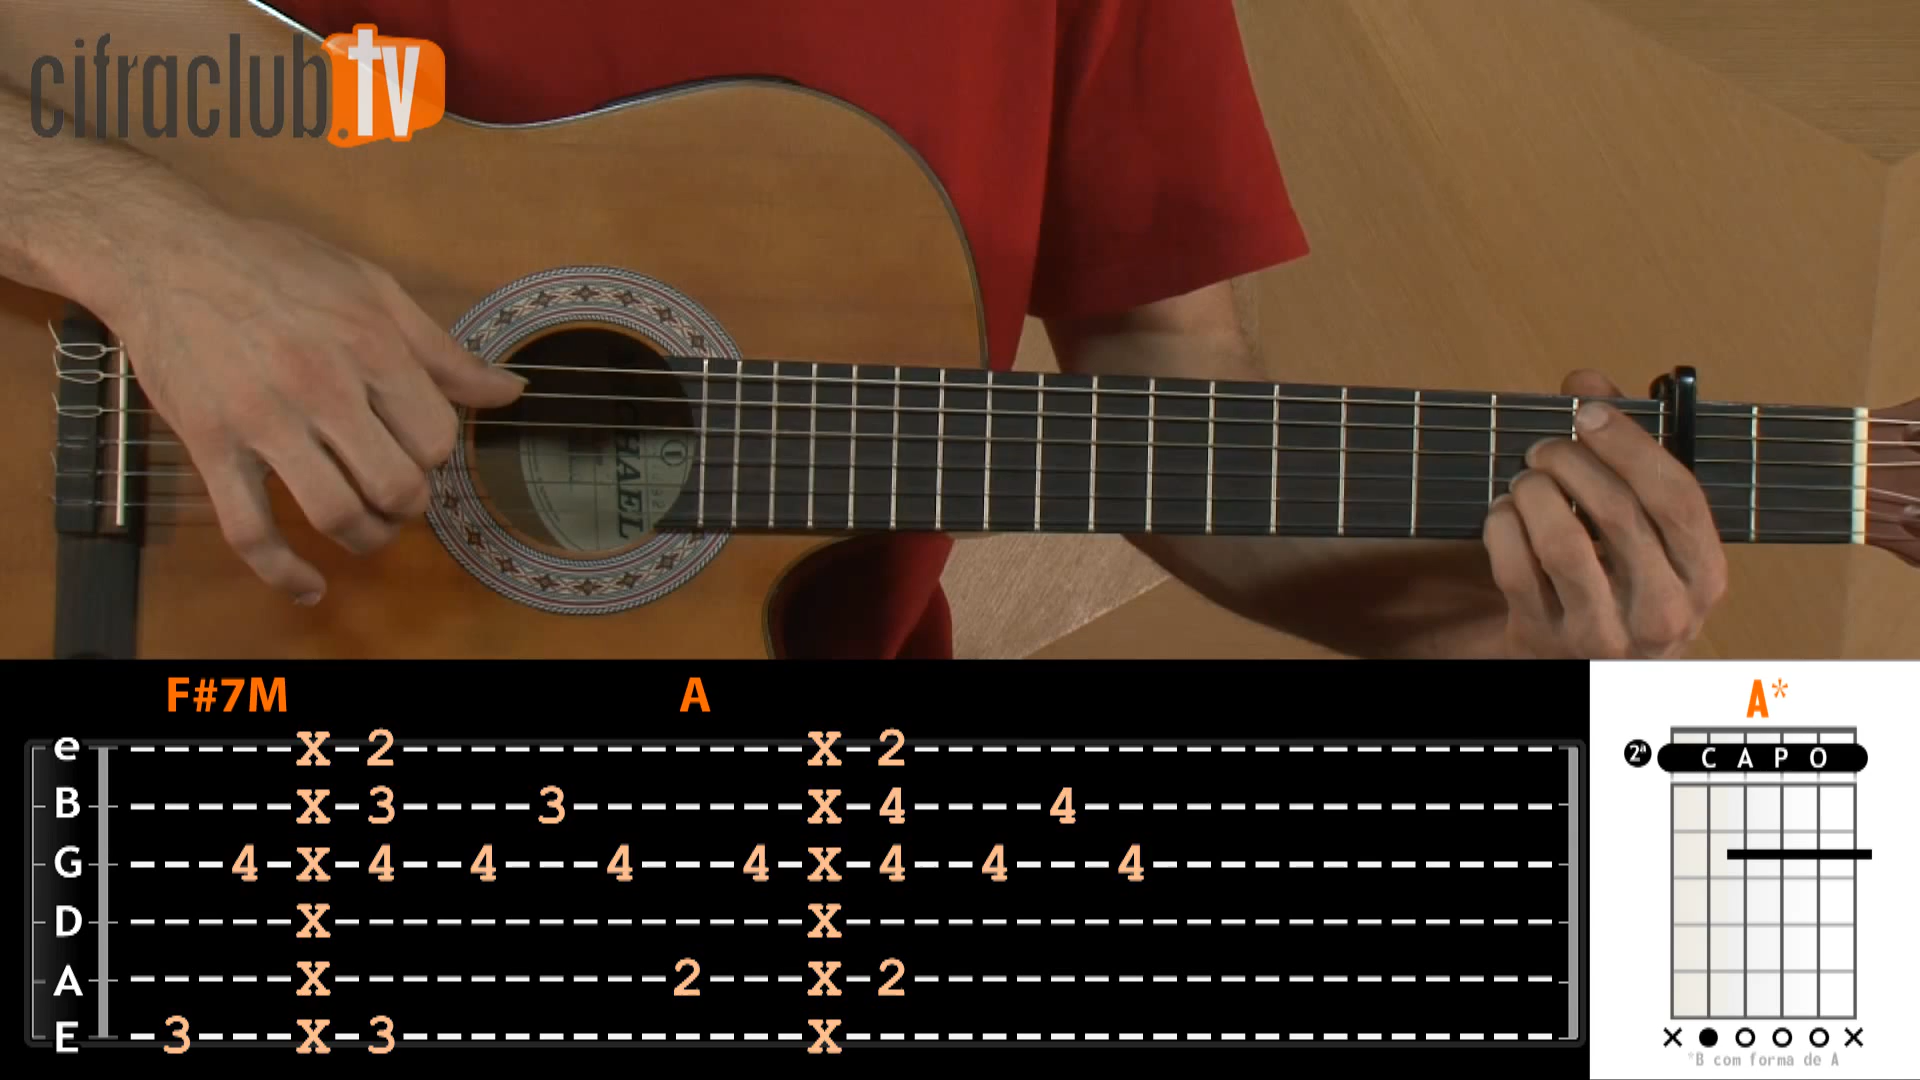 cifraclub.tv
CHAEL
F#7M A
e X 2 X 2
B X 3 3 X 4 4
G 4 X 4 4 4 4 X 4 4 4
D X X
A X 2 X 2
E 3 X 3 X
A*
2ª CAPO
*B com forma de A